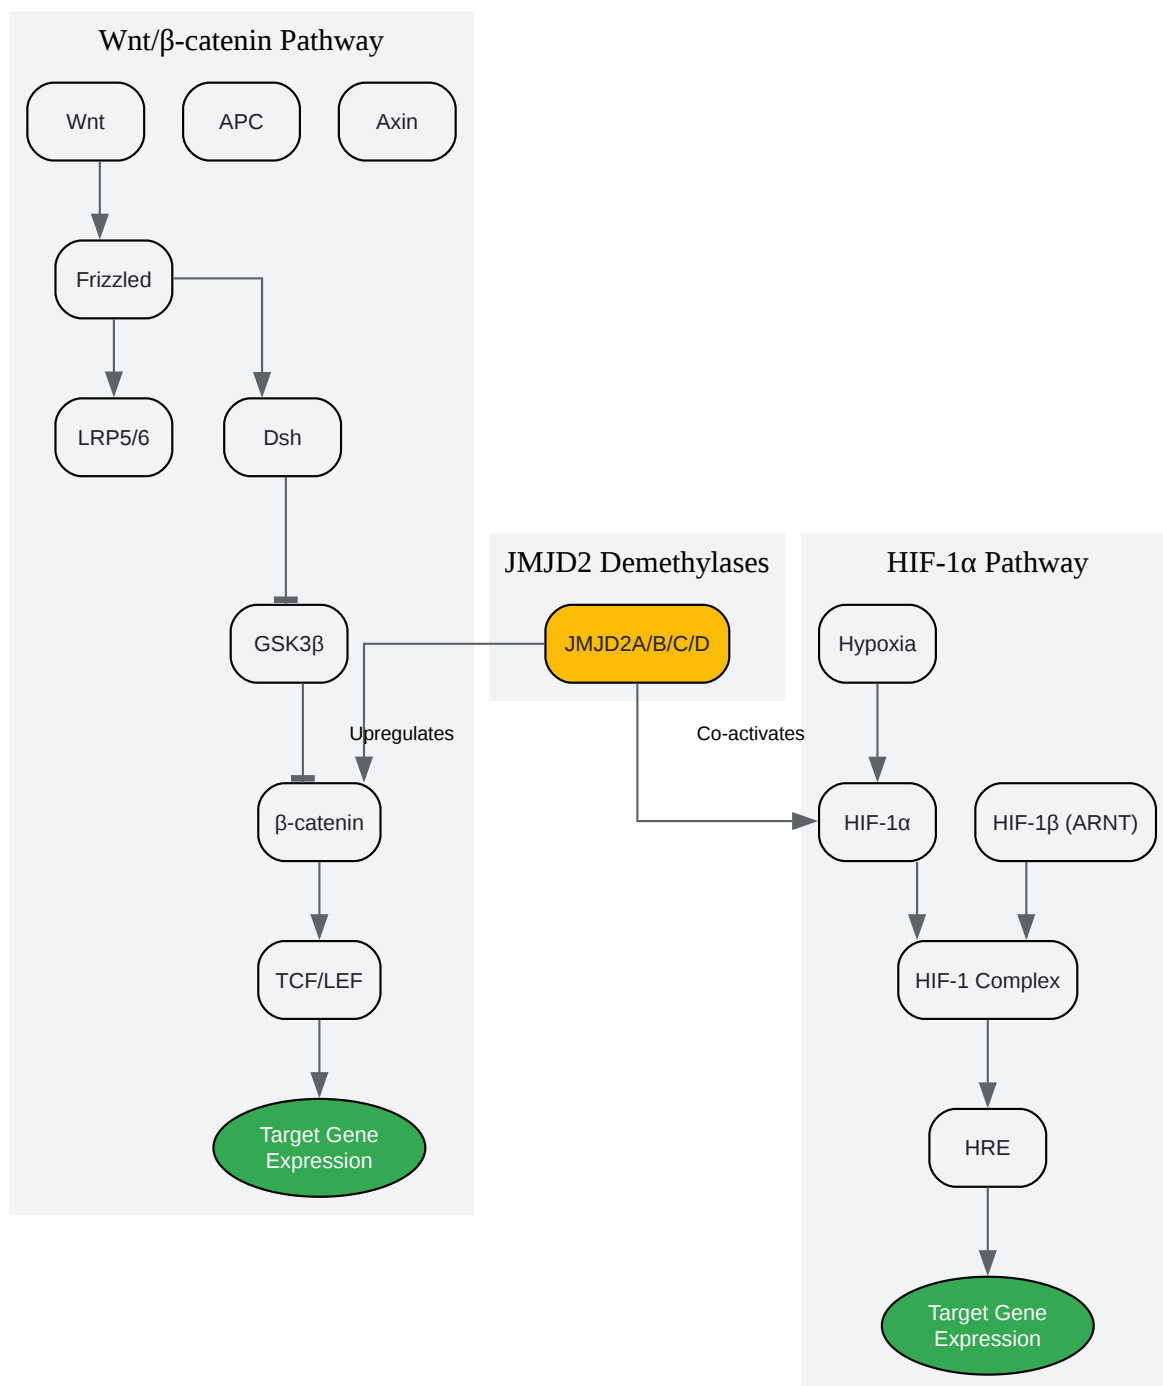 Wnt/β-catenin Pathway
Wnt
APC
Axin
Frizzled
LRP5/6
Dsh
GSK3β
β-catenin
TCF/LEF
Target Gene
Expression
JMJD2 Demethylases
JMJD2A/B/C/D
Upregulates
Co-activates
HIF-1α Pathway
Hypoxia
HIF-1α
HIF-1β (ARNT)
HIF-1 Complex
HRE
Target Gene
Expression